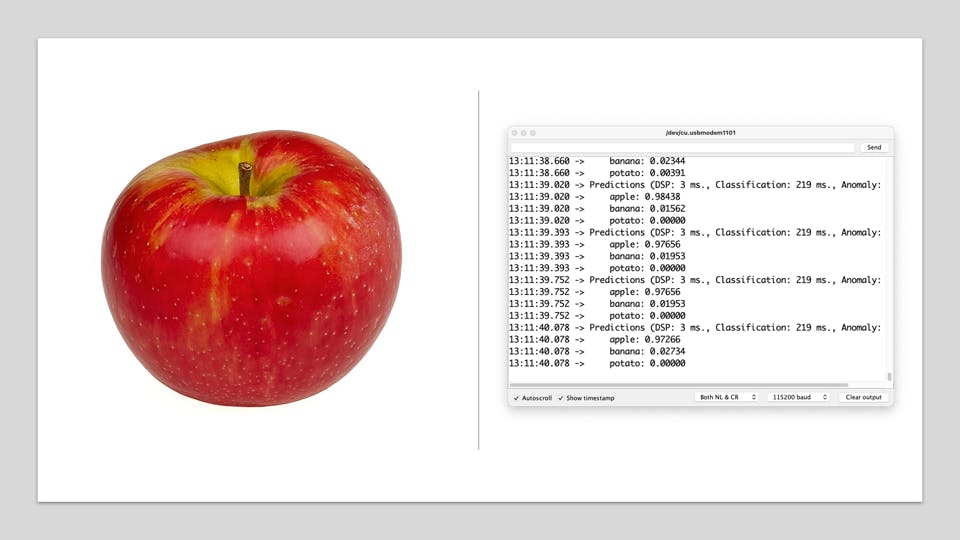 /dev/cu.usbmodem1101
Send
13:11:38.660 -> banana: 0.02344
13:11:38.660 -> potato: 0.00391
13:11:39.020 -> Predictions (DSP: 3 ms., Classification: 219 ms., Anomaly:
13:11:39.020 -> apple: 0.98438
13:11:39.020 -> banana: 0.01562
13:11:39.020 -> potato: 0.00000
13:11:39.393 -> Predictions (DSP: 3 ms., Classification: 219 ms., Anomaly:
13:11:39.393 -> apple: 0.97656
13:11:39.393 -> banana: 0.01953
13:11:39.393 -> potato: 0.00000
13:11:39.752 -> Predictions (DSP: 3 ms., Classification: 219 ms., Anomaly:
13:11:39.752 -> apple: 0.97656
13:11:39.752 -> banana: 0.01953
13:11:39.752 -> potato: 0.00000
13:11:40.078 -> Predictions (DSP: 3 ms., Classification: 219 ms., Anomaly:
13:11:40.078 -> apple: 0.97266
13:11:40.078 -> banana: 0.02734
13:11:40.078 -> potato: 0.00000
Autoscroll Show timestamp Both NL & CR 115200 baud Clear output